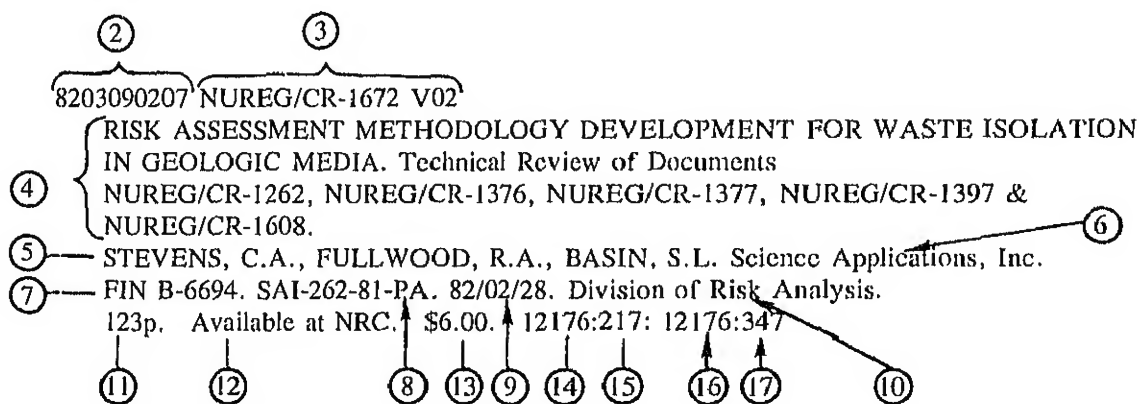 ② ③
8203090207 NUREG/CR-1672 V02
RISK ASSESSMENT METHODOLOGY DEVELOPMENT FOR WASTE ISOLATION
IN GEOLOGIC MEDIA. Technical Review of Documents
④ NUREG/CR-1262, NUREG/CR-1376, NUREG/CR-1377, NUREG/CR-1397 &
NUREG/CR-1608.
⑥
⑤ STEVENS, C.A., FULLWOOD, R.A., BASIN, S.L. Science Applications, Inc.
⑦ FIN B-6694. SAI-262-81-PA. 82/02/28. Division of Risk Analysis.
123p. Available at NRC. $6.00. 12176:217: 12176:347
⑪ ⑫ ⑧ ⑬ ⑨ ⑭ ⑮ ⑯ ⑰ ⑩